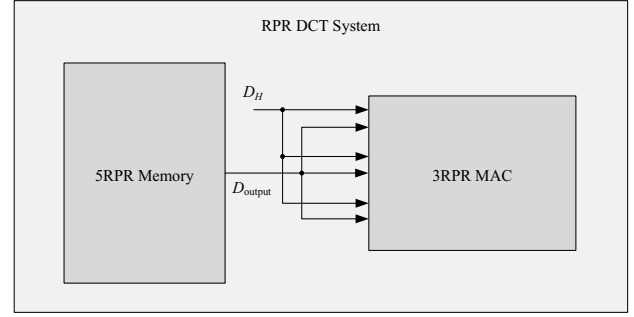 RPR DCT System
D_H
5RPR Memory
3RPR MAC
D_output